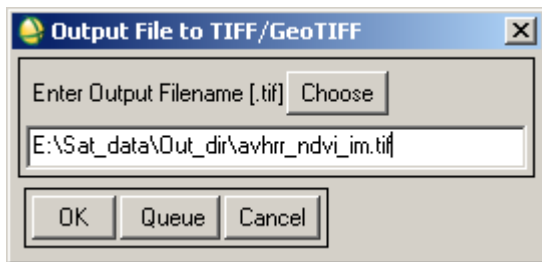 Output File to TIFF/GeoTIFF
Enter Output Filename [.tif] Choose
E:\Sat_data\Out_dir\avhrr_ndvi_im.tif
OK Queue Cancel